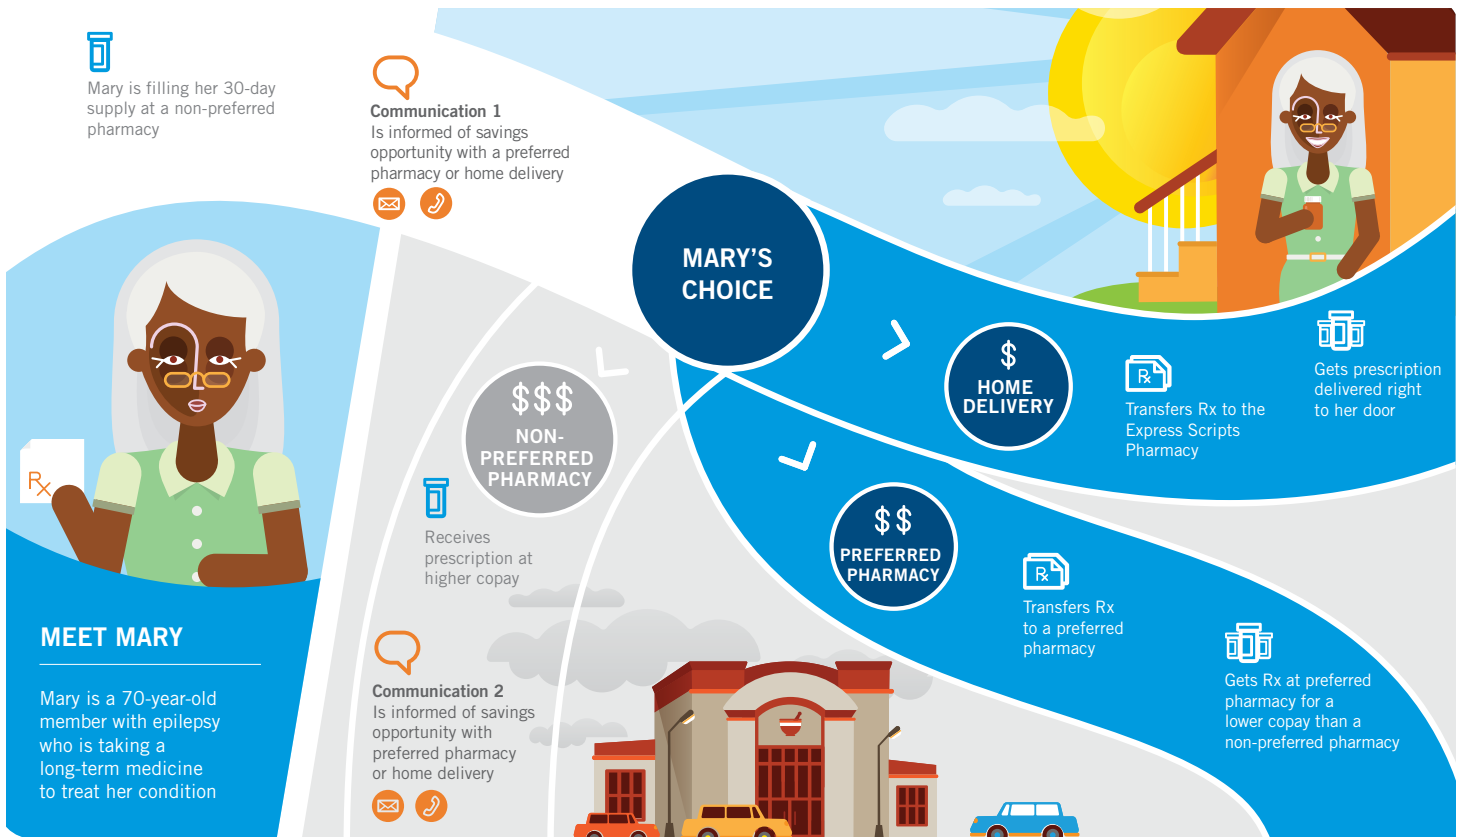 Mary is filling her 30-day
supply at a non-preferred
pharmacy
Communication 1
Is informed of savings
opportunity with a preferred
pharmacy or home delivery
MARY'S
CHOICE
$
HOME
DELIVERY
Rx
Transfers Rx to the
Express Scripts
Pharmacy
Gets prescription
delivered right
to her door
$$$
NON-
PREFERRED
PHARMACY
Receives
prescription at
higher copay
$$
PREFERRED
PHARMACY
Rx
Transfers Rx
to a preferred
pharmacy
Gets Rx at preferred
pharmacy for a
lower copay than a
non-preferred pharmacy
Communication 2
Is informed of savings
opportunity with
preferred pharmacy
or home delivery
Rx
MEET MARY
Mary is a 70-year-old
member with epilepsy
who is taking a
long-term medicine
to treat her condition